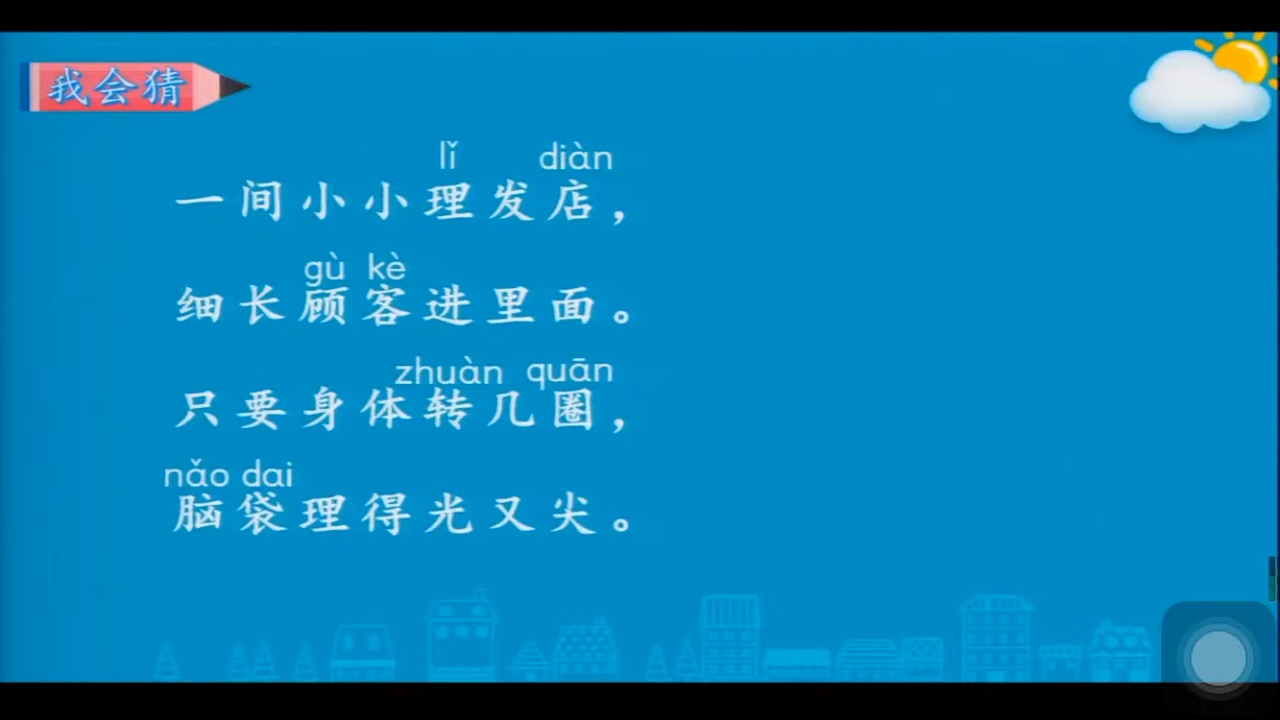 我会猜
lǐ diàn
一间小小理发店，
gù kè
细长顾客进里面。
zhuàn quān
只要身体转几圈，
nǎo dai
脑袋理得光又尖。